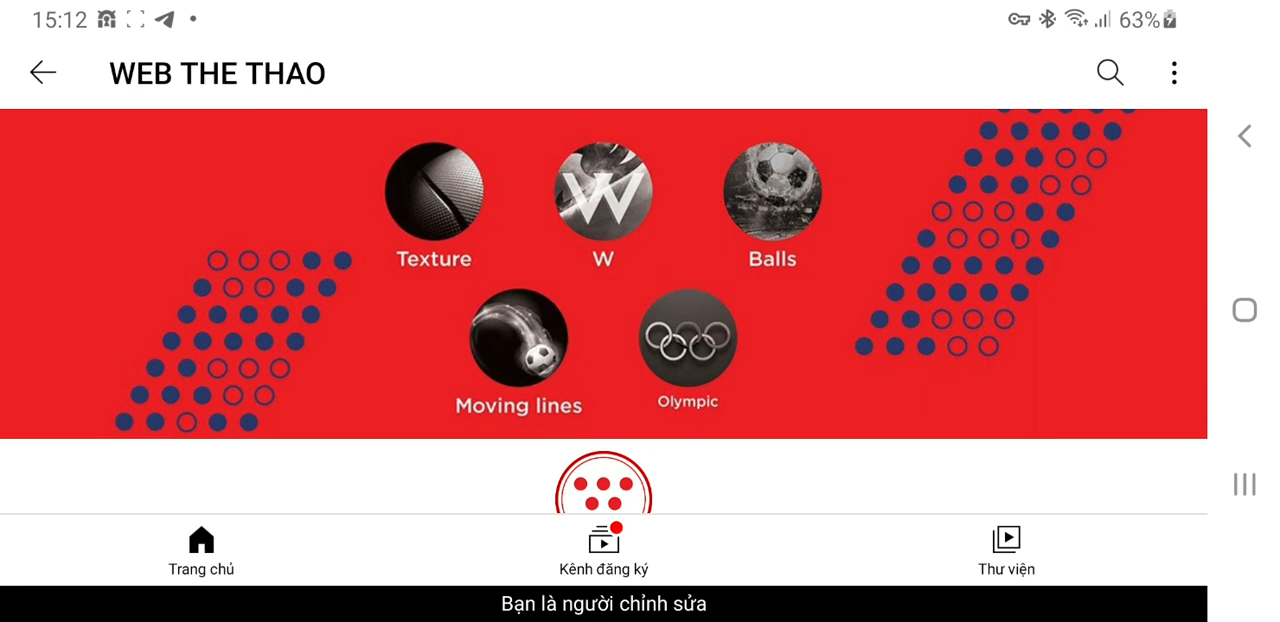 15:12
63%
WEB THE THAO
Texture
W
W
Balls
Moving lines
Olympic
Trang chủ
Kênh đăng ký
Thư viện
Bạn là người chỉnh sửa